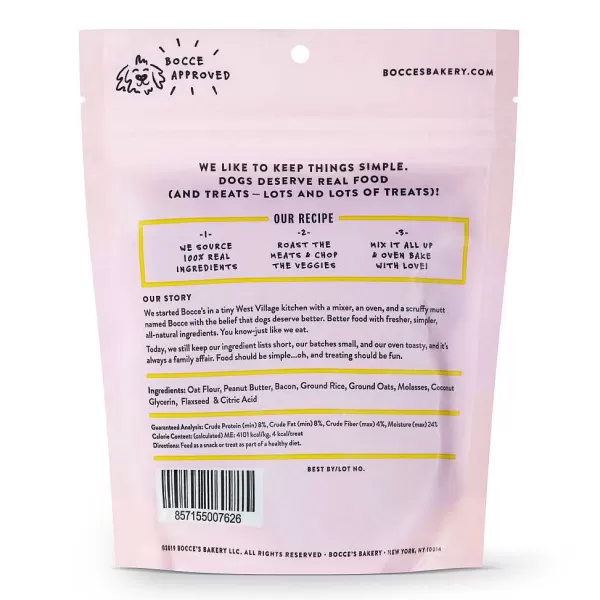 BOCCE
APPROVED
BOCCESBAKERY.COM
WE LIKE TO KEEP THINGS SIMPLE.
DOGS DESERVE REAL FOOD
(AND TREATS — LOTS AND LOTS OF TREATS)!
OUR RECIPE
-1-
WE SOURCE
100% REAL
INGREDIENTS
-2-
ROAST THE
MEATS & CHOP
THE VEGGIES
-3-
MIX IT ALL UP
& OVEN BAKE
WITH LOVE!
OUR STORY
We started Bocce's in a tiny West Village kitchen with a mixer, an oven, and a scruffy mutt
named Bocce with the belief that dogs deserve better. Better food with fresher, simpler,
all-natural ingredients. You know–just like we eat.
Today, we still keep our ingredient lists short, our batches small, and our oven toasty, and it's
always a family affair. Food should be simple...oh, and treating should be fun.
Ingredients: Oat Flour, Peanut Butter, Bacon, Ground Rice, Ground Oats, Molasses, Coconut
Glycerin, Flaxseed & Citric Acid
Guaranteed Analysis: Crude Protein (min) 8%, Crude Fat (min) 8%, Crude Fiber (max) 4%, Moisture (max) 24%
Calorie Content: (calculated) ME: 4101 kcal/kg, 4 kcal/treat
Directions: Feed as a snack or treat as part of a healthy diet.
BEST BY/LOT NO.
857155007626
©2019 BOCCE'S BAKERY LLC. ALL RIGHTS RESERVED • BOCCE'S BAKERY • NEW YORK, NY 10014